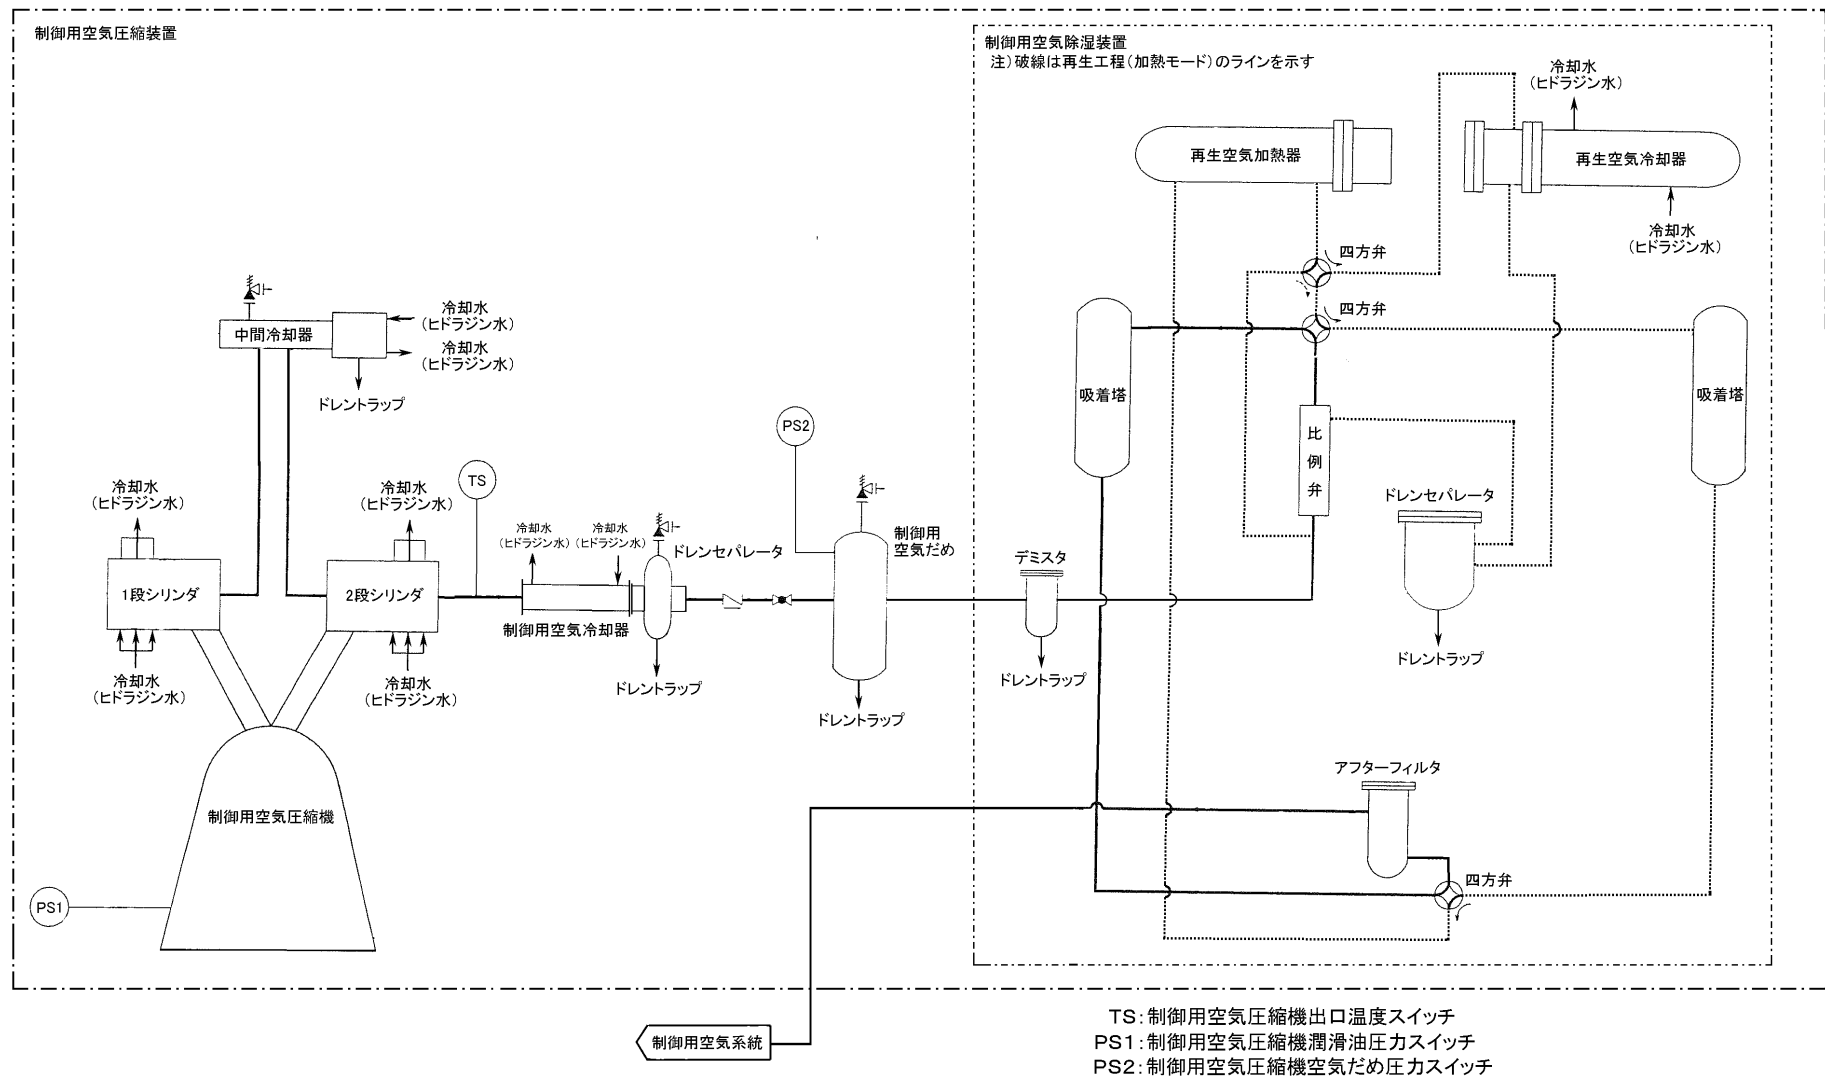 制御用空気圧縮装置
制御用空気除湿装置
注)破線は再生工程(加熱モード)のラインを示す
冷却水
(ヒドラジン水)
再生空気加熱器
再生空気冷却器
冷却水
(ヒドラジン水)
四方弁
四方弁
中間冷却器
冷却水
(ヒドラジン水)
冷却水
(ヒドラジン水)
ドレントラップ
吸着塔
吸着塔
比
例
弁
PS2
TS
冷却水
(ヒドラジン水)
冷却水
(ヒドラジン水)
冷却水
(ヒドラジン水)
冷却水
(ヒドラジン水)
ドレンセパレータ
制御用
空気だめ
ドレンセパレータ
デミスタ
1段シリンダ
2段シリンダ
制御用空気冷却器
冷却水
(ヒドラジン水)
冷却水
(ヒドラジン水)
ドレントラップ
ドレントラップ
ドレントラップ
ドレントラップ
アフターフィルタ
制御用空気圧縮機
四方弁
PS1
制御用空気系統
TS:制御用空気圧縮機出口温度スイッチ
PS1:制御用空気圧縮機潤滑油圧力スイッチ
PS2:制御用空気圧縮機空気だめ圧力スイッチ